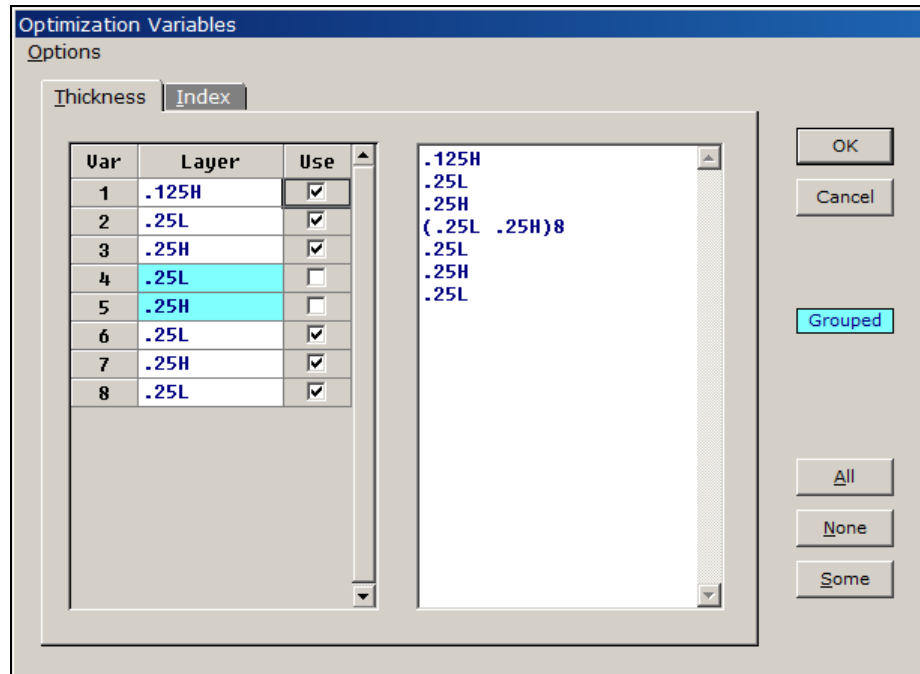 Optimization Variables
Options
Thickness Index
Var Layer Use
1 .125H
2 .25L
3 .25H
4 .25L
5 .25H
6 .25L
7 .25H
8 .25L
.125H
.25L
.25H
(.25L .25H)8
.25L
.25H
.25L
OK
Cancel
Grouped
All
None
Some